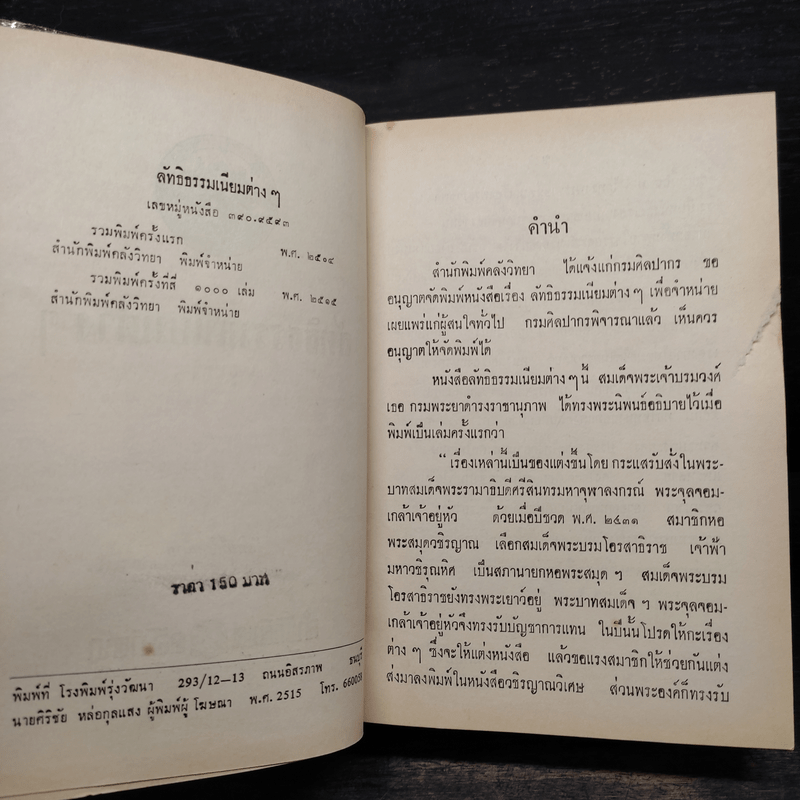 ลัทธิธรรมเนียมต่าง ๆ
เลขหมู่หนังสือ ๓๙๐.๙๕๙๓
รวมพิมพ์ครั้งแรก พ.ศ. ๒๕๑๔
สำนักพิมพ์คลังวิทยา พิมพ์จำหน่าย
รวมพิมพ์ครั้งที่สี่ ๑๐๐๐ เล่ม พ.ศ. ๒๕๑๕
สำนักพิมพ์คลังวิทยา พิมพ์จำหน่าย
ราคา 150 บาท
พิมพ์ที่ โรงพิมพ์รุ่งวัฒนา 293/12—13 ถนนอิสรภาพ ธนบุรี
นายศิริชัย หล่อกุลแสง ผู้พิมพ์ผู้โฆษณา พ.ศ. 2515 โทร.
คำนำ
สำนักพิมพ์คลังวิทยา ได้แจ้งแก่กรมศิลปากร ขอ
อนุญาตจัดพิมพ์หนังสือเรื่อง ลัทธิธรรมเนียมต่าง ๆ เพื่อจำหน่าย
เผยแพร่แก่ผู้สนใจทั่วไป กรมศิลปากรพิจารณาแล้ว เห็นควร
อนุญาตให้จัดพิมพ์ได้
หนังสือลัทธิธรรมเนียมต่าง ๆ นี้ สมเด็จพระเจ้าบรมวงศ์
เธอ กรมพระยาดำรงราชานุภาพ ได้ทรงพระนิพนธ์อธิบายไว้เมื่อ
พิมพ์เป็นเล่มครั้งแรกว่า
“ เรื่องเหล่านี้เป็นของแต่งขึ้นโดย กระแสรับสั่งในพระ-
บาทสมเด็จพระรามาธิบดีศรีสินทรมหาจุฬาลงกรณ์ พระจุลจอม-
เกล้าเจ้าอยู่หัว ด้วยเมื่อปีชวด พ.ศ. ๒๔๓๑ สมาชิกหอ
พระสมุดวชิรญาณ เลือกสมเด็จพระบรมโอรสาธิราช เจ้าฟ้า
มหาวชิรุณหิศ เป็นสภานายกหอพระสมุด ฯ สมเด็จพระบรม
โอรสาธิราชยังทรงพระเยาว์อยู่ พระบาทสมเด็จ ฯ พระจุลจอม-
เกล้าเจ้าอยู่หัวจึงทรงรับบัญชาการแทน ในปีนั้นโปรดให้กะเรื่อง
ต่าง ๆ ซึ่งจะให้แต่งหนังสือ แล้วขอแรงสมาชิกให้ช่วยกันแต่ง
ส่งมาลงพิมพ์ในหนังสือวชิรญาณวิเศษ ส่วนพระองค์ก็ทรงรับ